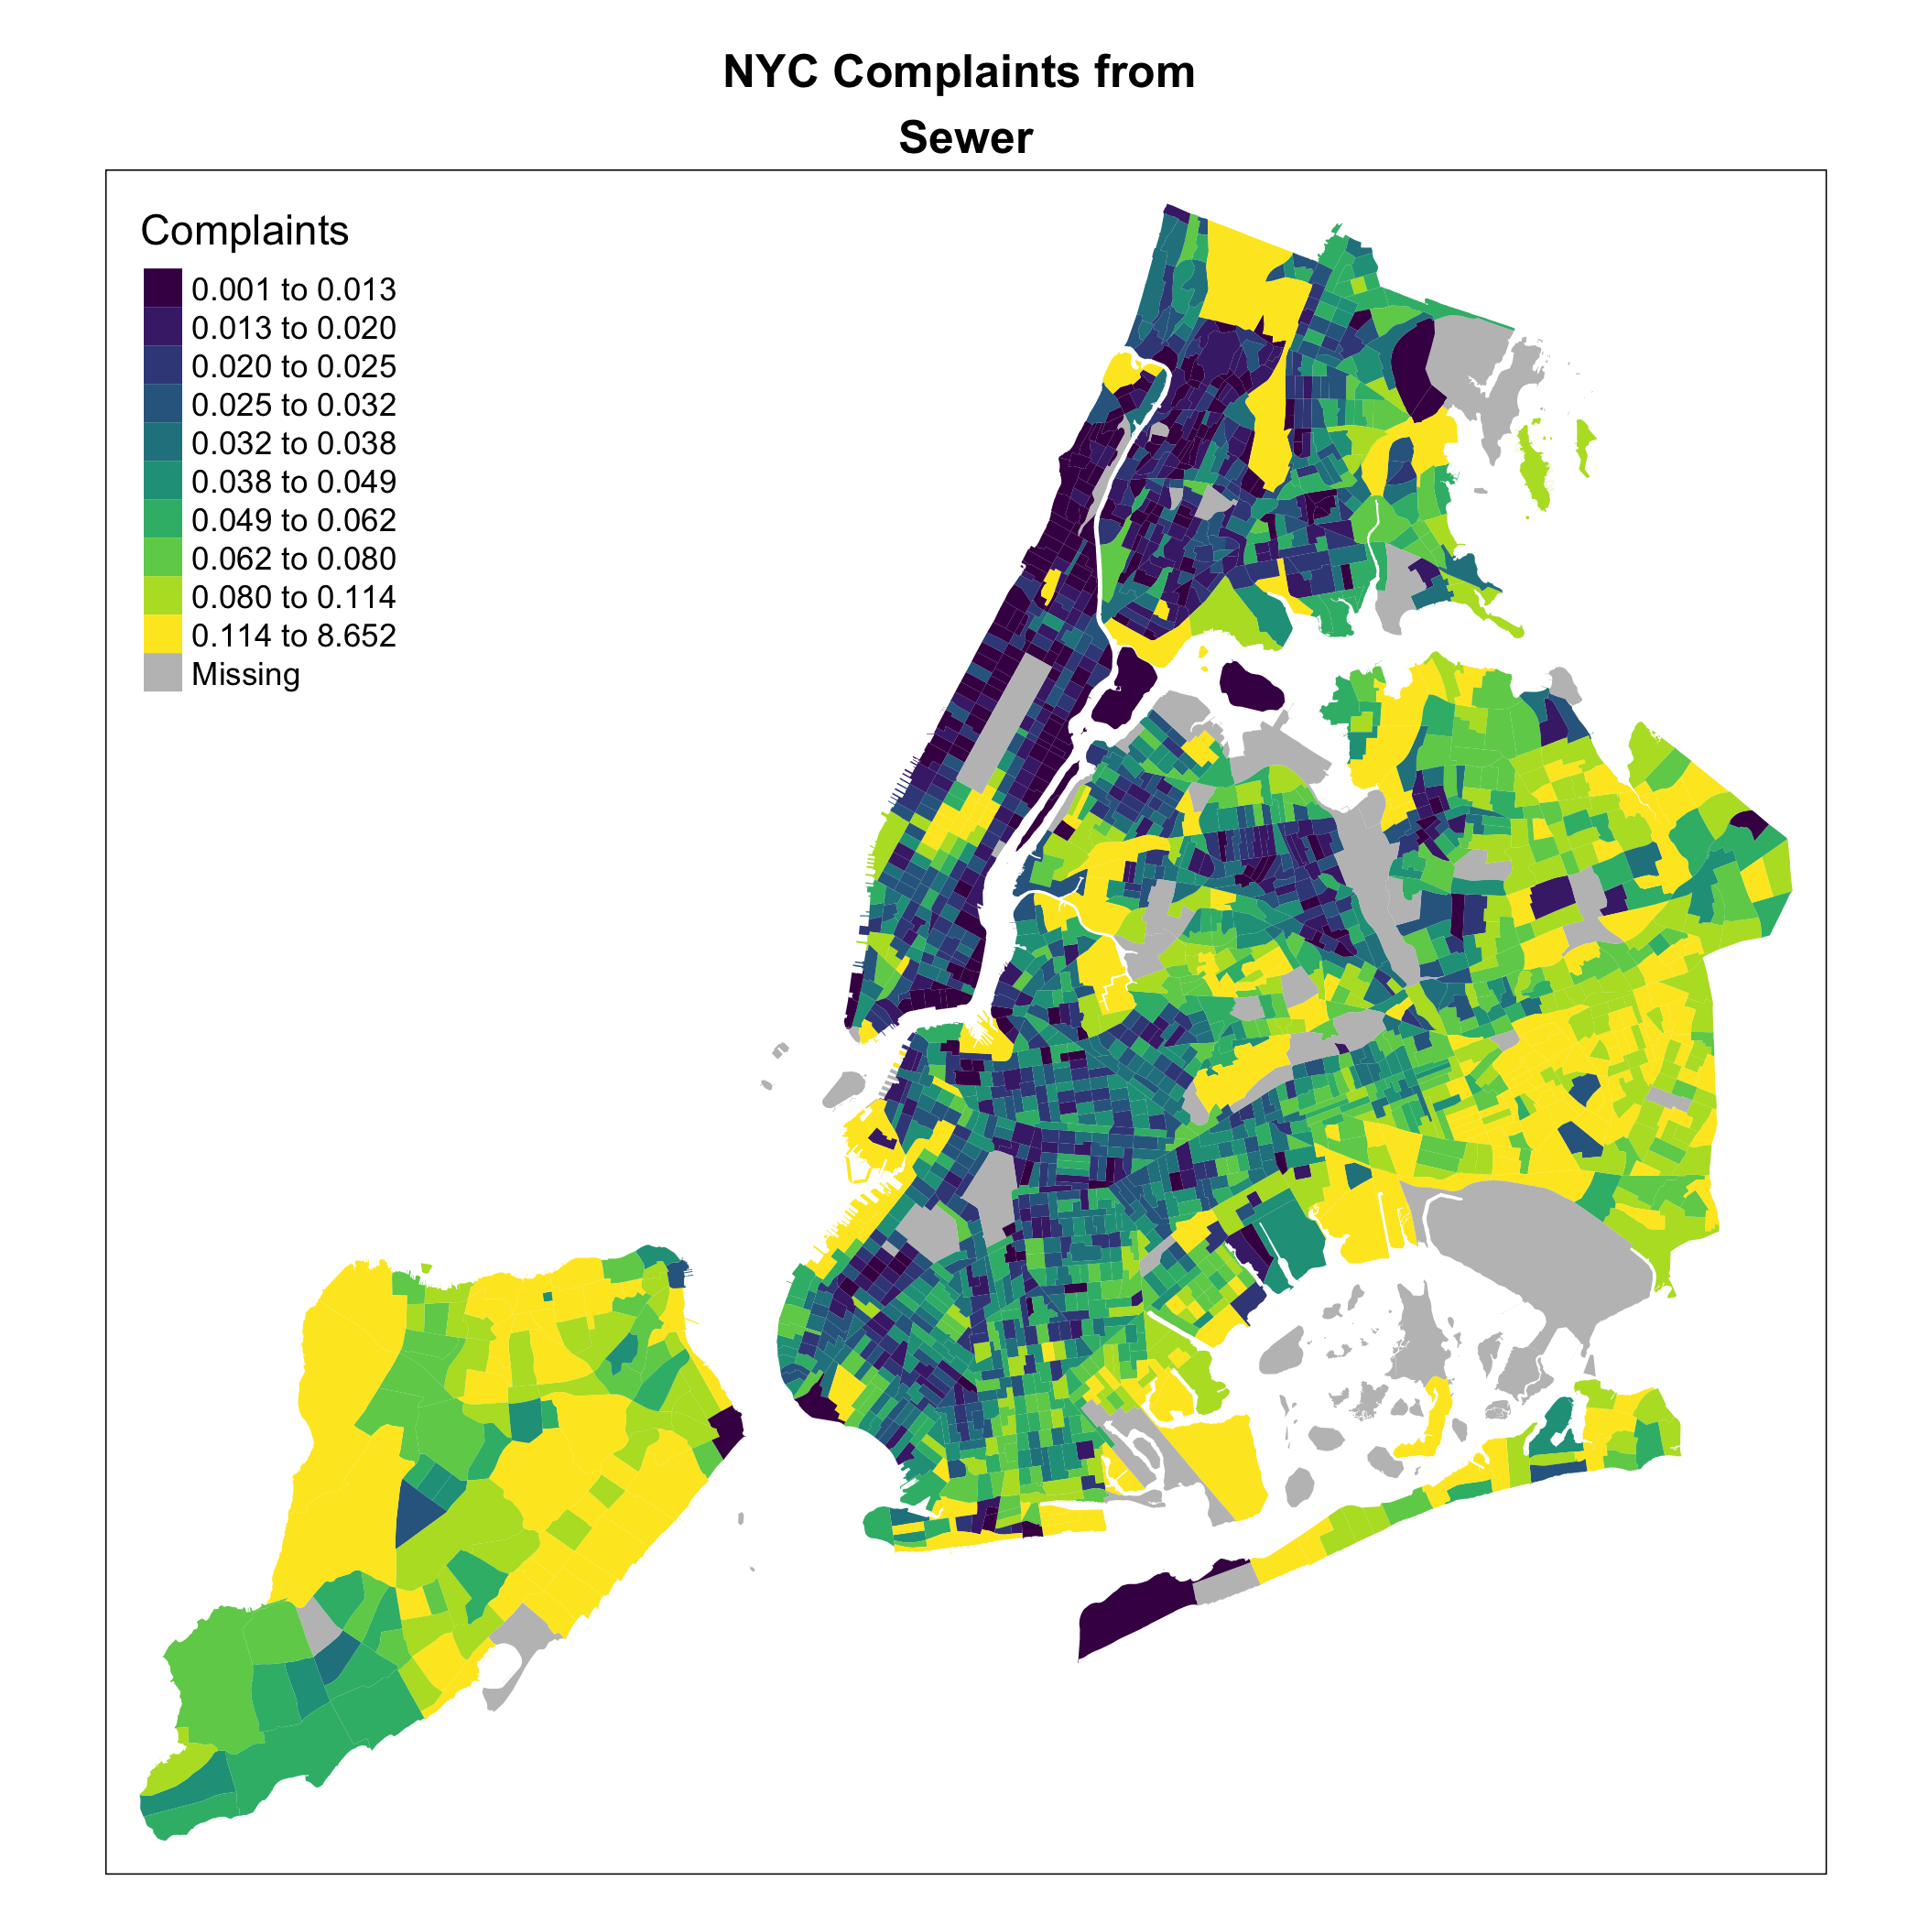 NYC Complaints from
Sewer
Complaints
0.001 to 0.013
0.013 to 0.020
0.020 to 0.025
0.025 to 0.032
0.032 to 0.038
0.038 to 0.049
0.049 to 0.062
0.062 to 0.080
0.080 to 0.114
0.114 to 8.652
Missing